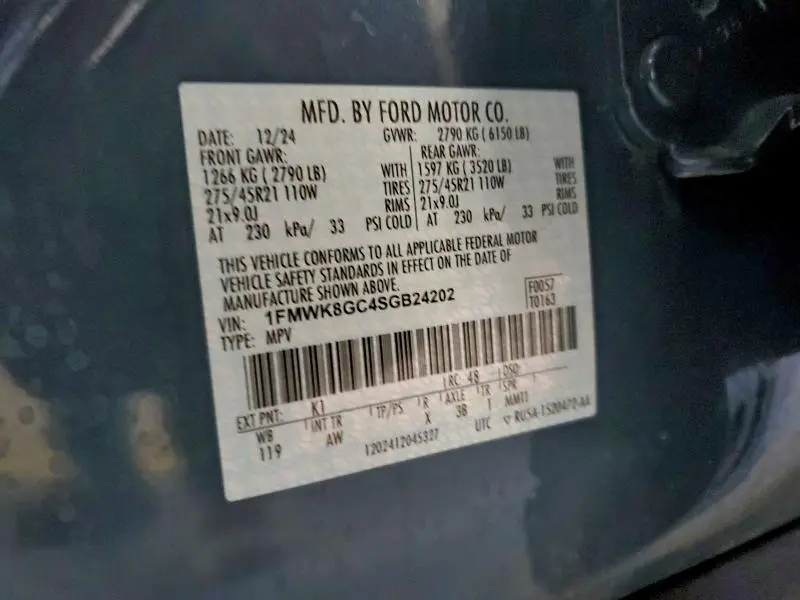 MFD. BY FORD MOTOR CO.
DATE: 12/24 GVWR: 2790 KG ( 6150 LB)
FRONT GAWR: REAR GAWR:
1266 KG ( 2790 LB) WITH 1597 KG ( 3520 LB) WITH
275/45R21 110W TIRES 275/45R21 110W TIRES
21x9.0J RIMS 21x9.0J RIMS
AT 230 kPa/ 33 PSI COLD AT 230 kPa/ 33 PSI COLD
THIS VEHICLE CONFORMS TO ALL APPLICABLE FEDERAL MOTOR
VEHICLE SAFETY STANDARDS IN EFFECT ON THE DATE OF
MANUFACTURE SHOWN ABOVE.
VIN: 1FMWK8GC4SGB24202 F0057
TYPE: MPV T0163
EXT PNT: K1 RC: 48 DSO:
WB INT TR TP/PS R AXLE TR SPR
119 AW X 3B I MMTI
1202412045327 UTC RU5A-1520472-AA